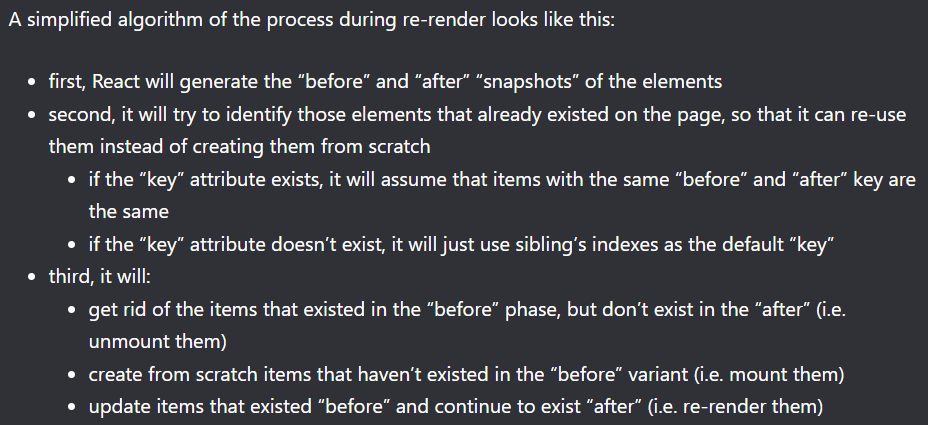 A simplified algorithm of the process during re-render looks like this:
• first, React will generate the “before” and “after” “snapshots” of the elements
• second, it will try to identify those elements that already existed on the page, so that it can re-use
them instead of creating them from scratch
• if the “key” attribute exists, it will assume that items with the same “before” and “after” key are
the same
• if the “key” attribute doesn’t exist, it will just use sibling’s indexes as the default “key”
• third, it will:
• get rid of the items that existed in the “before” phase, but don’t exist in the “after” (i.e.
unmount them)
• create from scratch items that haven’t existed in the “before” variant (i.e. mount them)
• update items that existed “before” and continue to exist “after” (i.e. re-render them)